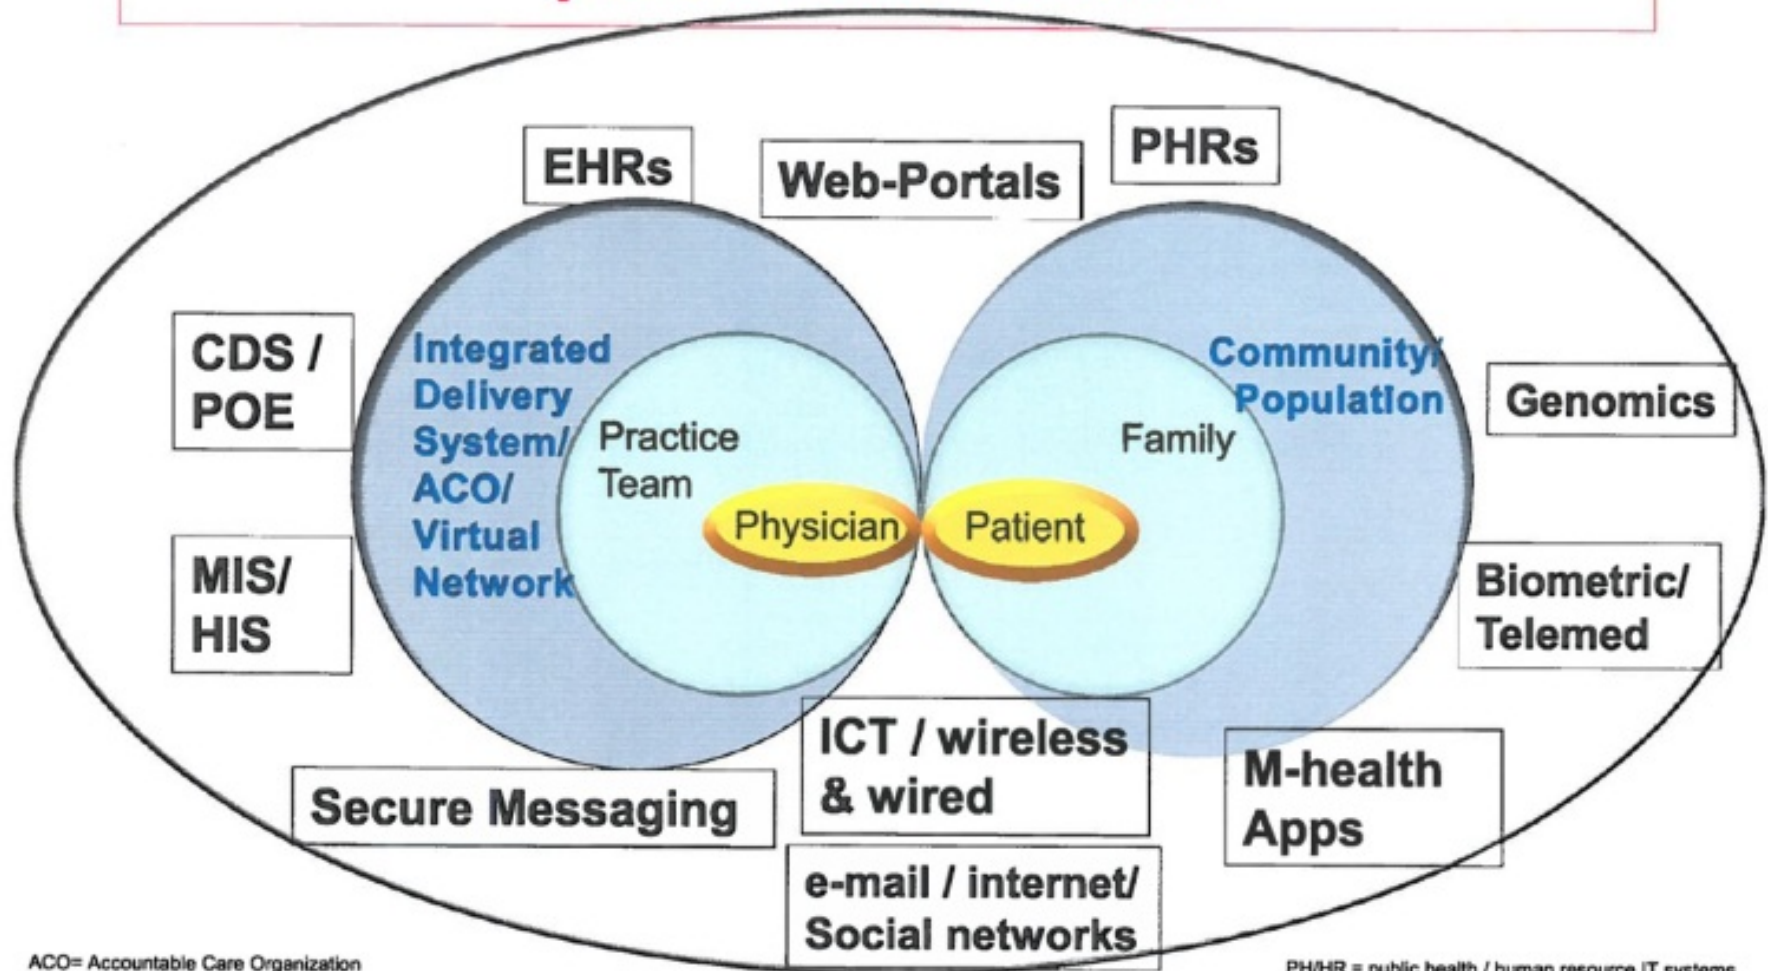 EHRs
Web-Portals
PHRs
CDS /
POE
Integrated
Delivery
System/
ACO/
Virtual
Network
Practice
Team
Physician
Patient
Family
Community/
Population
Genomics
MIS/
HIS
Biometric/
Telemed
Secure Messaging
ICT / wireless
& wired
M-health
Apps
e-mail / internet/
Social networks
ACO= Accountable Care Organization
PH/HR = public health / human resource IT systems